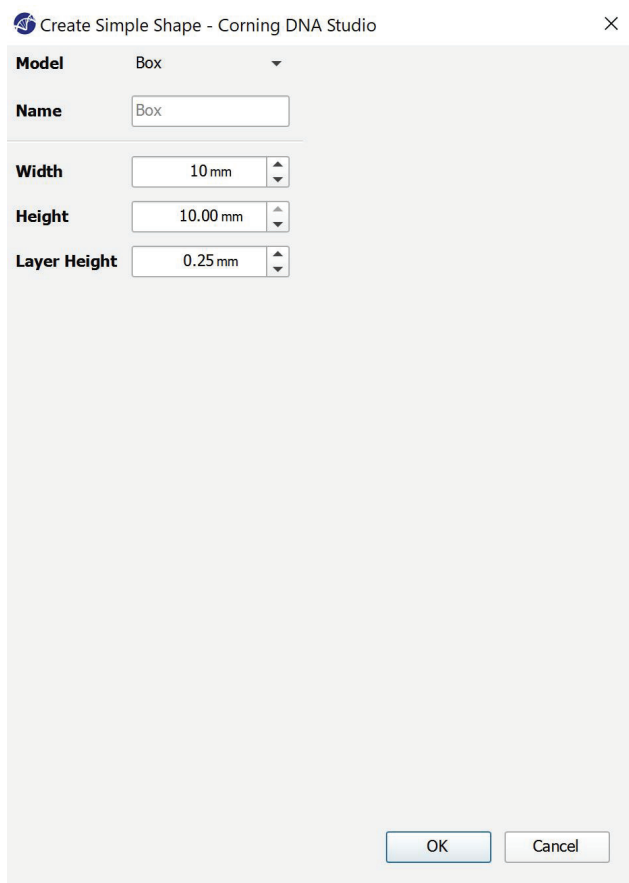 Create Simple Shape - Corning DNA Studio
Model Box
Name Box
Width 10 mm
Height 10.00 mm
Layer Height 0.25 mm
OK Cancel